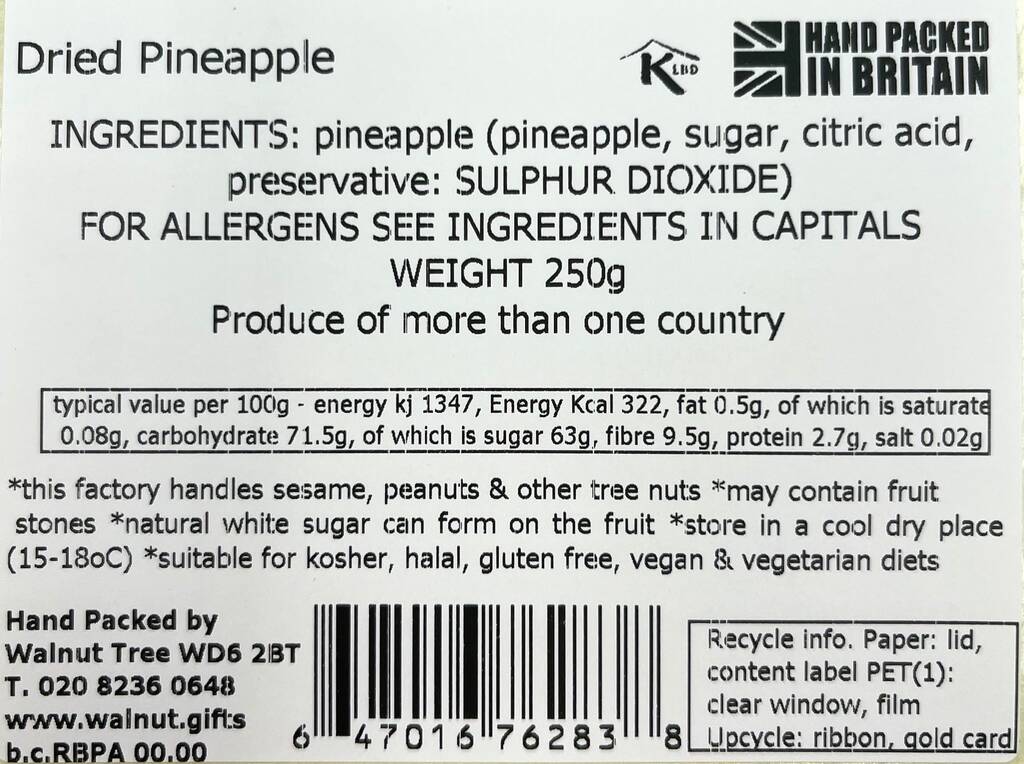 Dried Pineapple
KLBD
HAND PACKED
IN BRITAIN
INGREDIENTS: pineapple (pineapple, sugar, citric acid,
preservative: SULPHUR DIOXIDE)
FOR ALLERGENS SEE INGREDIENTS IN CAPITALS
WEIGHT 250g
Produce of more than one country
typical value per 100g - energy kj 1347, Energy Kcal 322, fat 0.5g, of which is saturate
0.08g, carbohydrate 71.5g, of which is sugar 63g, fibre 9.5g, protein 2.7g, salt 0.02g
*this factory handles sesame, peanuts & other tree nuts *may contain fruit
stones *natural white sugar can form on the fruit *store in a cool dry place
(15-18oC) *suitable for kosher, halal, gluten free, vegan & vegetarian diets
Hand Packed by
Walnut Tree WD6 2BT
T. 020 8236 0648
www.walnut.gifts
b.c.RBPA 00.00
6 47016 76283 8
Recycle info. Paper: lid,
content label PET(1):
clear window, film
Upcycle: ribbon, gold card